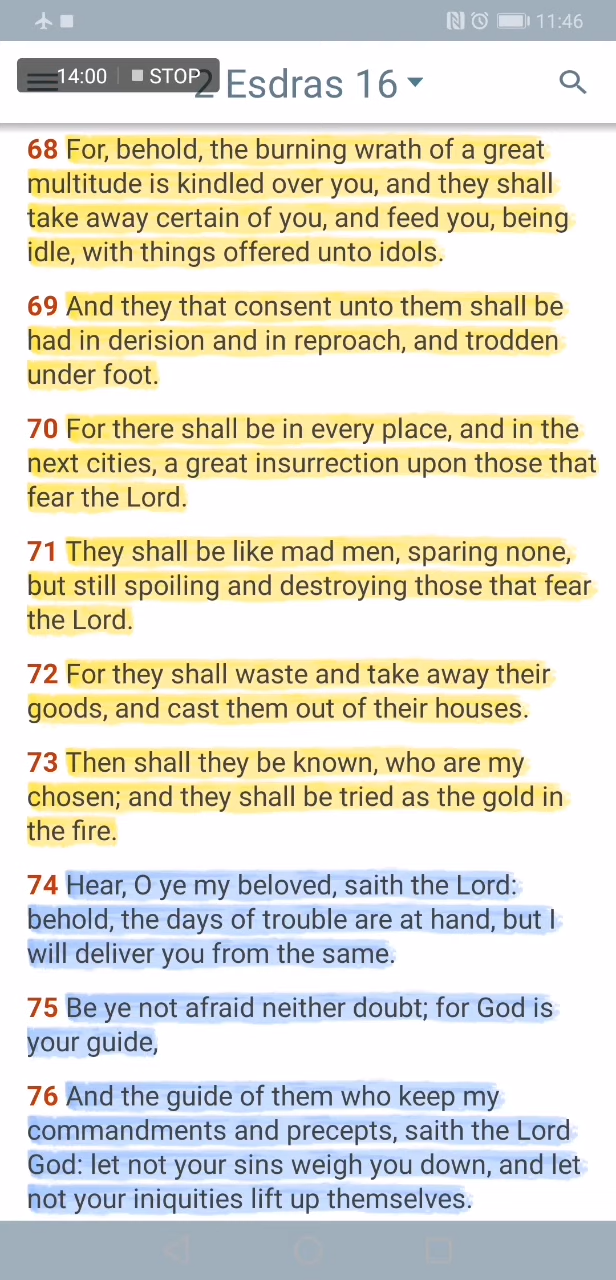 11:46
14:00 STOP
2 Esdras 16
68 For, behold, the burning wrath of a great
multitude is kindled over you, and they shall
take away certain of you, and feed you, being
idle, with things offered unto idols.
69 And they that consent unto them shall be
had in derision and in reproach, and trodden
under foot.
70 For there shall be in every place, and in the
next cities, a great insurrection upon those that
fear the Lord.
71 They shall be like mad men, sparing none,
but still spoiling and destroying those that fear
the Lord.
72 For they shall waste and take away their
goods, and cast them out of their houses.
73 Then shall they be known, who are my
chosen; and they shall be tried as the gold in
the fire.
74 Hear, O ye my beloved, saith the Lord:
behold, the days of trouble are at hand, but I
will deliver you from the same.
75 Be ye not afraid neither doubt; for God is
your guide,
76 And the guide of them who keep my
commandments and precepts, saith the Lord
God: let not your sins weigh you down, and let
not your iniquities lift up themselves.